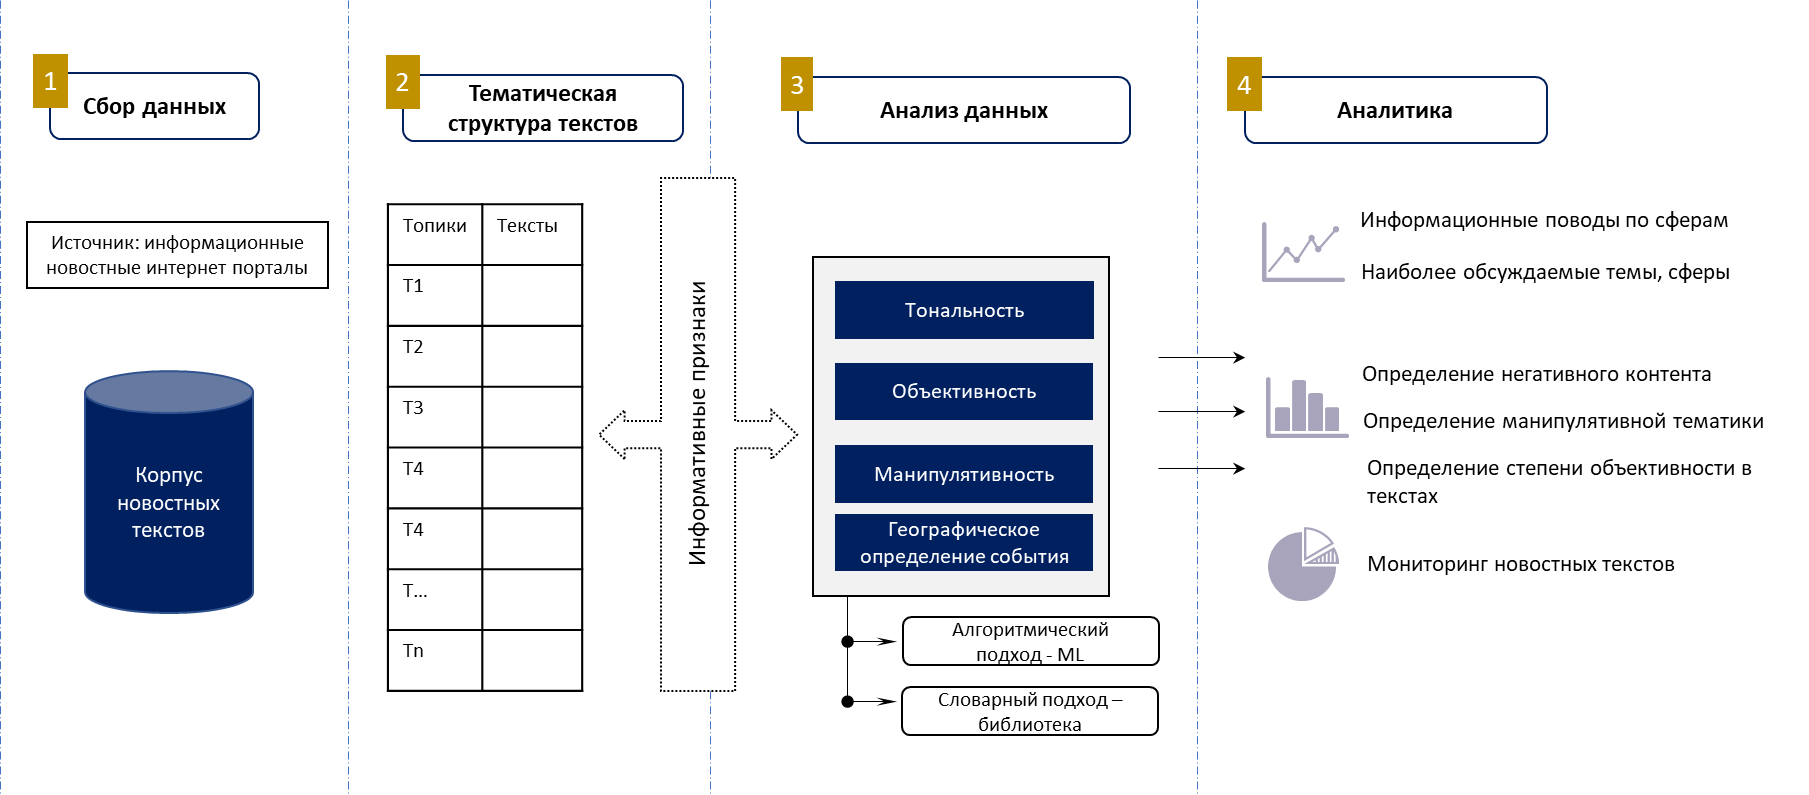 1
Сбор данных
Источник: информационные
новостные интернет порталы
Корпус
новостных
текстов
2
Тематическая
структура текстов
Топики Тексты
T1
T2
T3
T4
T4
T...
Tn
Информативные признаки
3
Анализ данных
Тональность
Объективность
Манипулятивность
Географическое
определение события
Алгоритмический
подход - ML
Словарный подход –
библиотека
4
Аналитика
Информационные поводы по сферам
Наиболее обсуждаемые темы, сферы
Определение негативного контента
Определение манипулятивной тематики
Определение степени объективности в
текстах
Мониторинг новостных текстов